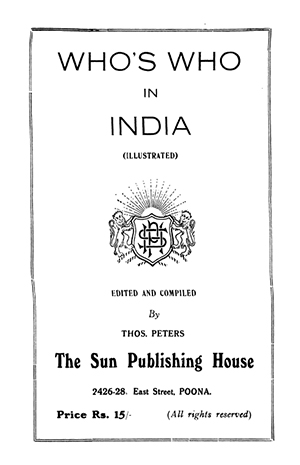 WHO'S WHO
IN
INDIA
(ILLUSTRATED)
EDITED AND COMPILED
By
THOS. PETERS
The Sun Publishing House
2426-28, East Street, POONA.
Price Rs. 15/- (All rights reserved)